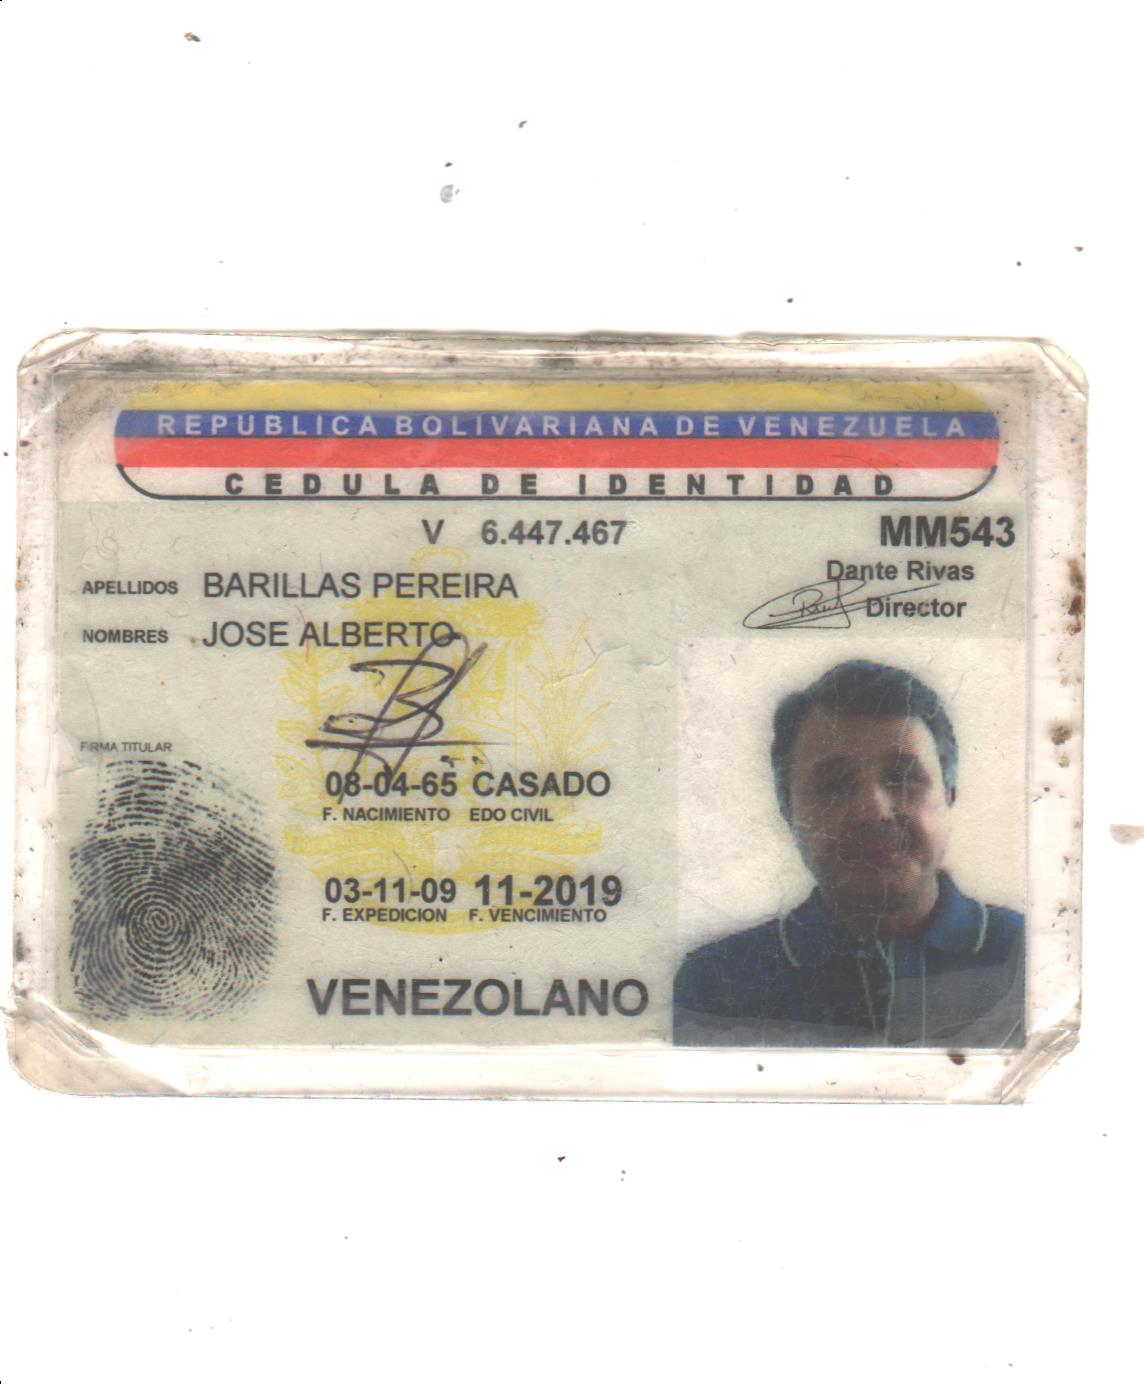 REPUBLICA BOLIVARIANA DE VENEZUELA
CEDULA DE IDENTIDAD
V 6.447.467 MM543
Dante Rivas
Director
APELLIDOS BARILLAS PEREIRA
NOMBRES JOSE ALBERTO
FIRMA TITULAR
08-04-65 CASADO
F. NACIMIENTO EDO CIVIL
03-11-09 11-2019
F. EXPEDICION F. VENCIMIENTO
VENEZOLANO